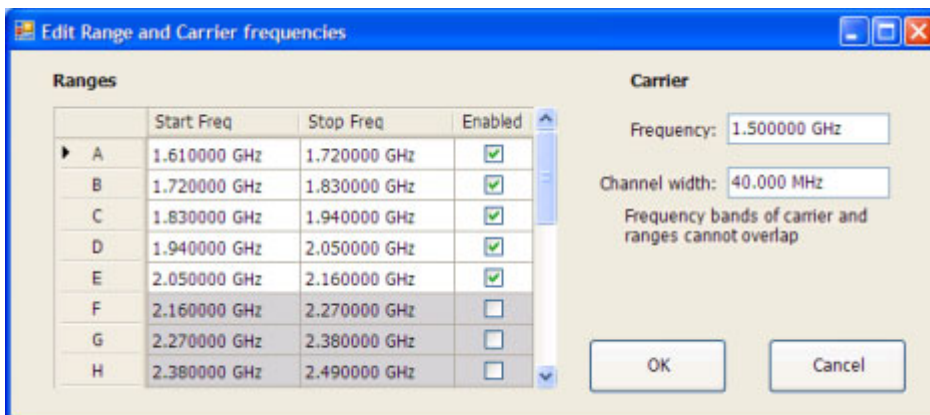 Edit Range and Carrier frequencies
Ranges
Start Freq Stop Freq Enabled
A 1.610000 GHz 1.720000 GHz
B 1.720000 GHz 1.830000 GHz
C 1.830000 GHz 1.940000 GHz
D 1.940000 GHz 2.050000 GHz
E 2.050000 GHz 2.160000 GHz
F 2.160000 GHz 2.270000 GHz
G 2.270000 GHz 2.380000 GHz
H 2.380000 GHz 2.490000 GHz
Carrier
Frequency: 1.500000 GHz
Channel width: 40.000 MHz
Frequency bands of carrier and
ranges cannot overlap
OK Cancel